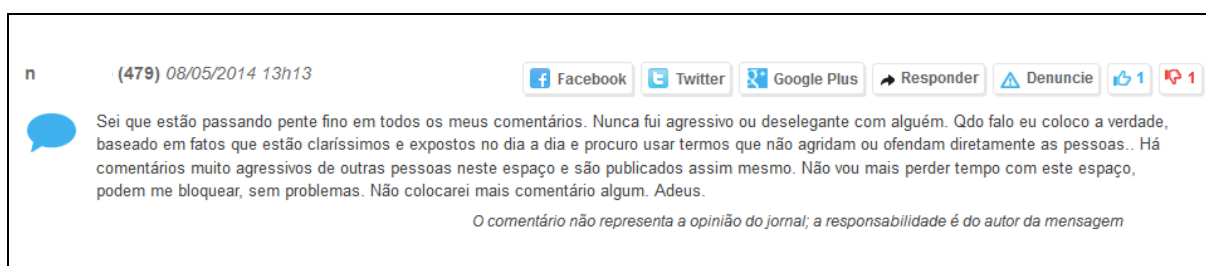 n (479) 08/05/2014 13h13 Facebook Twitter Google Plus Responder Denuncie 1 1
Sei que estão passando pente fino em todos os meus comentários. Nunca fui agressivo ou deselegante com alguém. Qdo falo eu coloco a verdade,
baseado em fatos que estão claríssimos e expostos no dia a dia e procuro usar termos que não agridam ou ofendam diretamente as pessoas.. Há
comentários muito agressivos de outras pessoas neste espaço e são publicados assim mesmo. Não vou mais perder tempo com este espaço,
podem me bloquear, sem problemas. Não colocarei mais comentário algum. Adeus.
O comentário não representa a opinião do jornal; a responsabilidade é do autor da mensagem